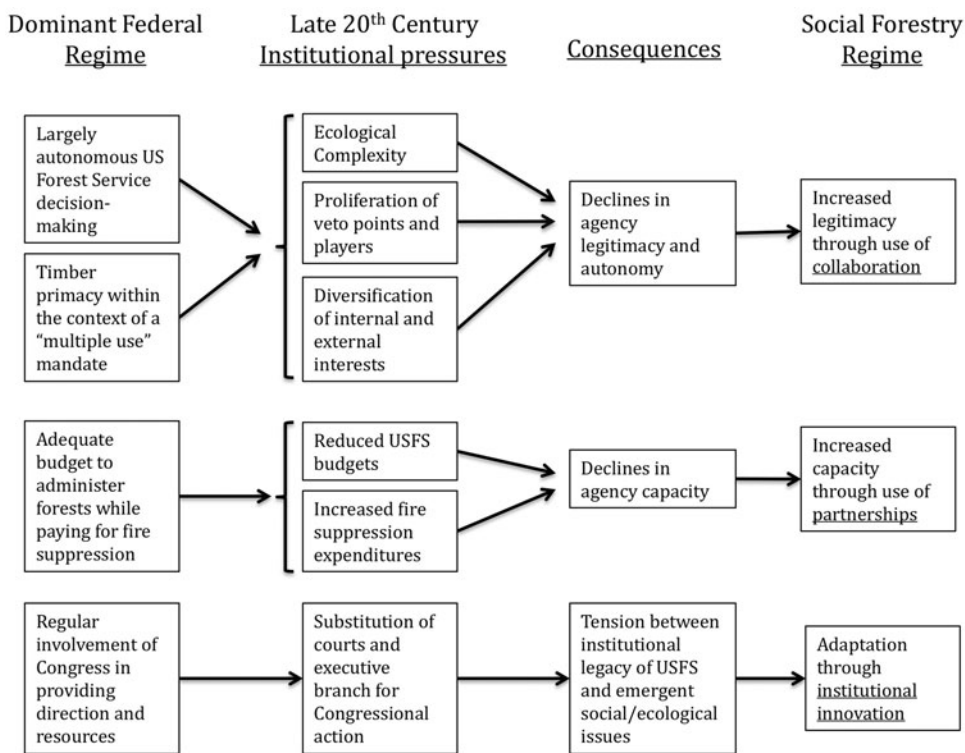 Dominant Federal
Regime
Late 20th Century
Institutional pressures
Consequences
Social Forestry
Regime
Largely
autonomous US
Forest Service
decision-
making
Timber
primacy within
the context of a
“multiple use”
mandate
Ecological
Complexity
Proliferation of
veto points and
players
Diversification
of internal and
external
interests
Declines in
agency
legitimacy and
autonomy
Increased
legitimacy
through use of
collaboration
Adequate
budget to
administer
forests while
paying for fire
suppression
Reduced USFS
budgets
Increased fire
suppression
expenditures
Declines in
agency capacity
Increased
capacity
through use of
partnerships
Regular
involvement of
Congress in
providing
direction and
resources
Substitution of
courts and
executive
branch for
Congressional
action
Tension between
institutional
legacy of USFS
and emergent
social/ecological
issues
Adaptation
through
institutional
innovation